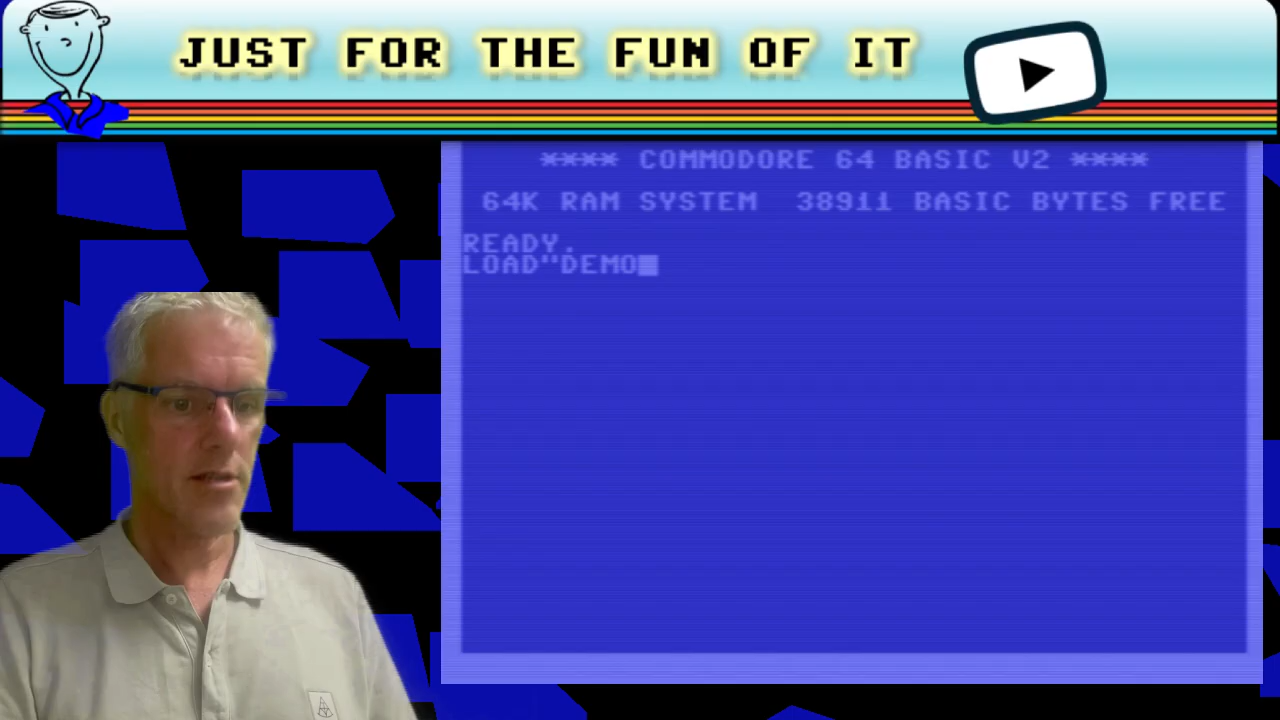 JUST FOR THE FUN OF IT
**** COMMODORE 64 BASIC V2 ****
64K RAM SYSTEM  38911 BASIC BYTES FREE
READY.
LOAD"DEMO